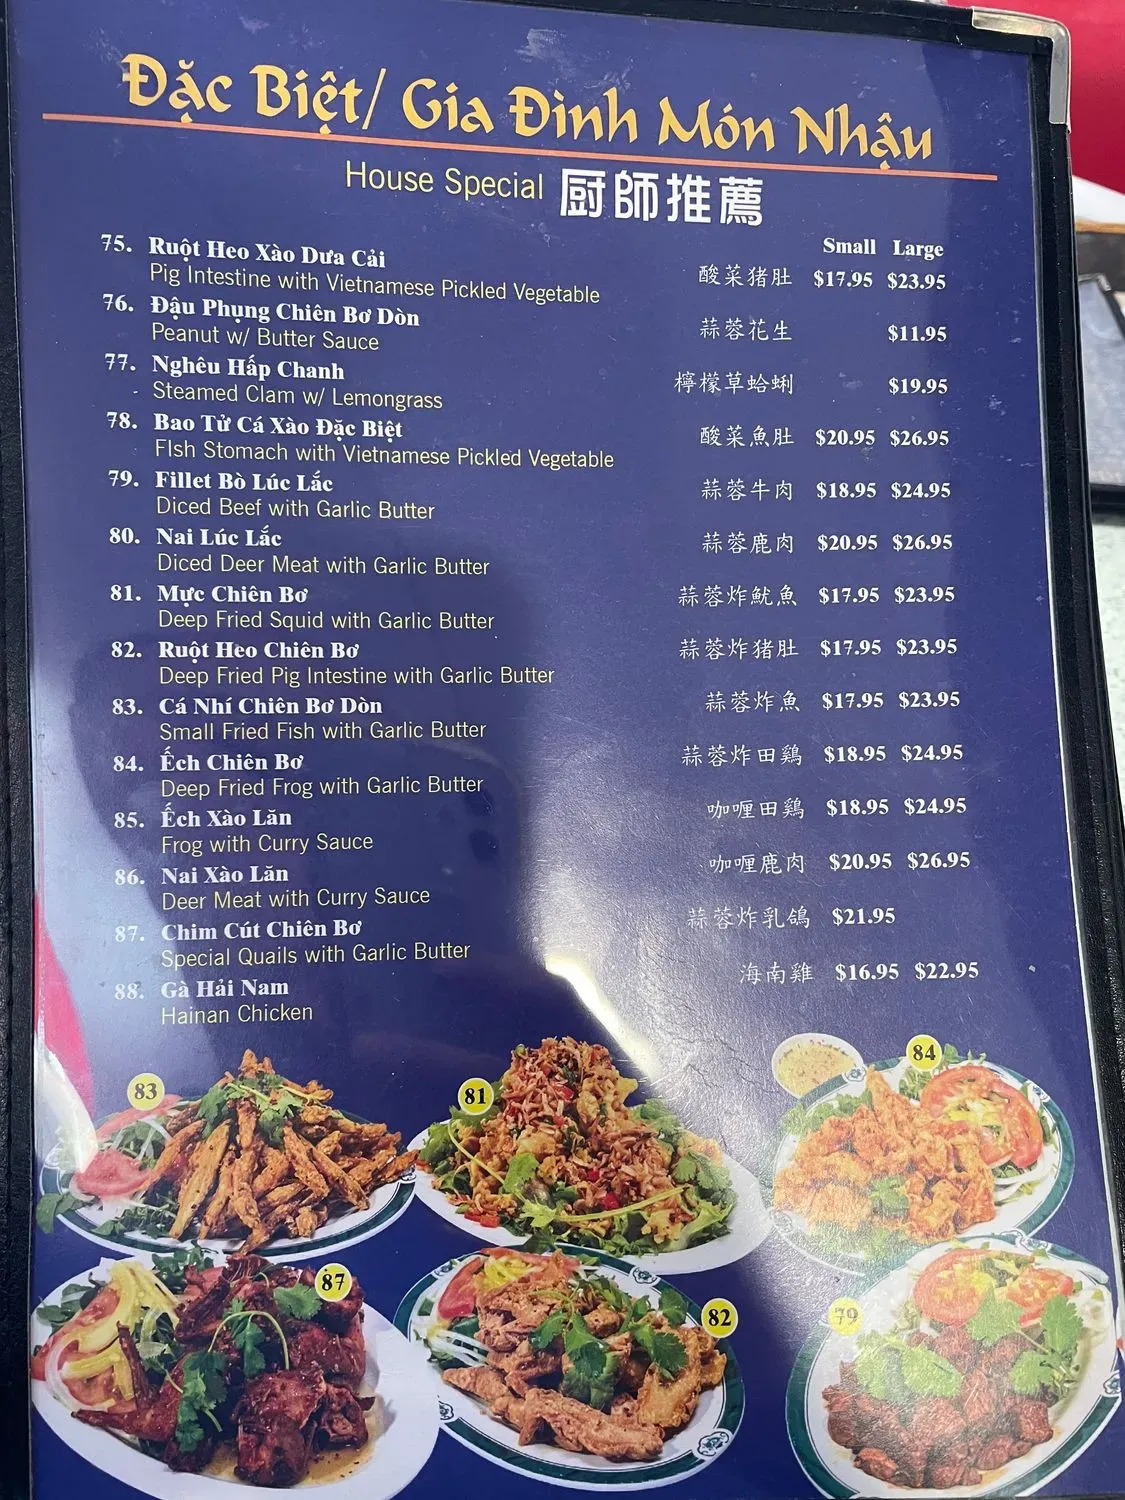 Đặc Biệt/ Gia Đình Món Nhậu
House Special 厨師推薦
Small Large
75. Ruột Heo Xào Dưa Cải
Pig Intestine with Vietnamese Pickled Vegetable 酸菜猪肚 $17.95 $23.95
76. Đậu Phụng Chiên Bơ Dòn
Peanut w/ Butter Sauce 蒜蓉花生 $11.95
77. Nghêu Hấp Chanh
Steamed Clam w/ Lemongrass 檸檬草蛤蜊 $19.95
78. Bao Tử Cá Xào Đặc Biệt
FIsh Stomach with Vietnamese Pickled Vegetable 酸菜魚肚 $20.95 $26.95
79. Fillet Bò Lúc Lắc
Diced Beef with Garlic Butter 蒜蓉牛肉 $18.95 $24.95
80. Nai Lúc Lắc
Diced Deer Meat with Garlic Butter 蒜蓉鹿肉 $20.95 $26.95
81. Mực Chiên Bơ
Deep Fried Squid with Garlic Butter 蒜蓉炸魷魚 $17.95 $23.95
82. Ruột Heo Chiên Bơ
Deep Fried Pig Intestine with Garlic Butter 蒜蓉炸猪肚 $17.95 $23.95
83. Cá Nhí Chiên Bơ Dòn
Small Fried Fish with Garlic Butter 蒜蓉炸魚 $17.95 $23.95
84. Ếch Chiên Bơ
Deep Fried Frog with Garlic Butter 蒜蓉炸田鷄 $18.95 $24.95
85. Ếch Xào Lăn
Frog with Curry Sauce 咖喱田鷄 $18.95 $24.95
86. Nai Xào Lăn
Deer Meat with Curry Sauce 咖喱鹿肉 $20.95 $26.95
87. Chim Cút Chiên Bơ
Special Quails with Garlic Butter 蒜蓉炸乳鴿 $21.95
88. Gà Hải Nam
Hainan Chicken 海南雞 $16.95 $22.95
83
81
84
87
82
79